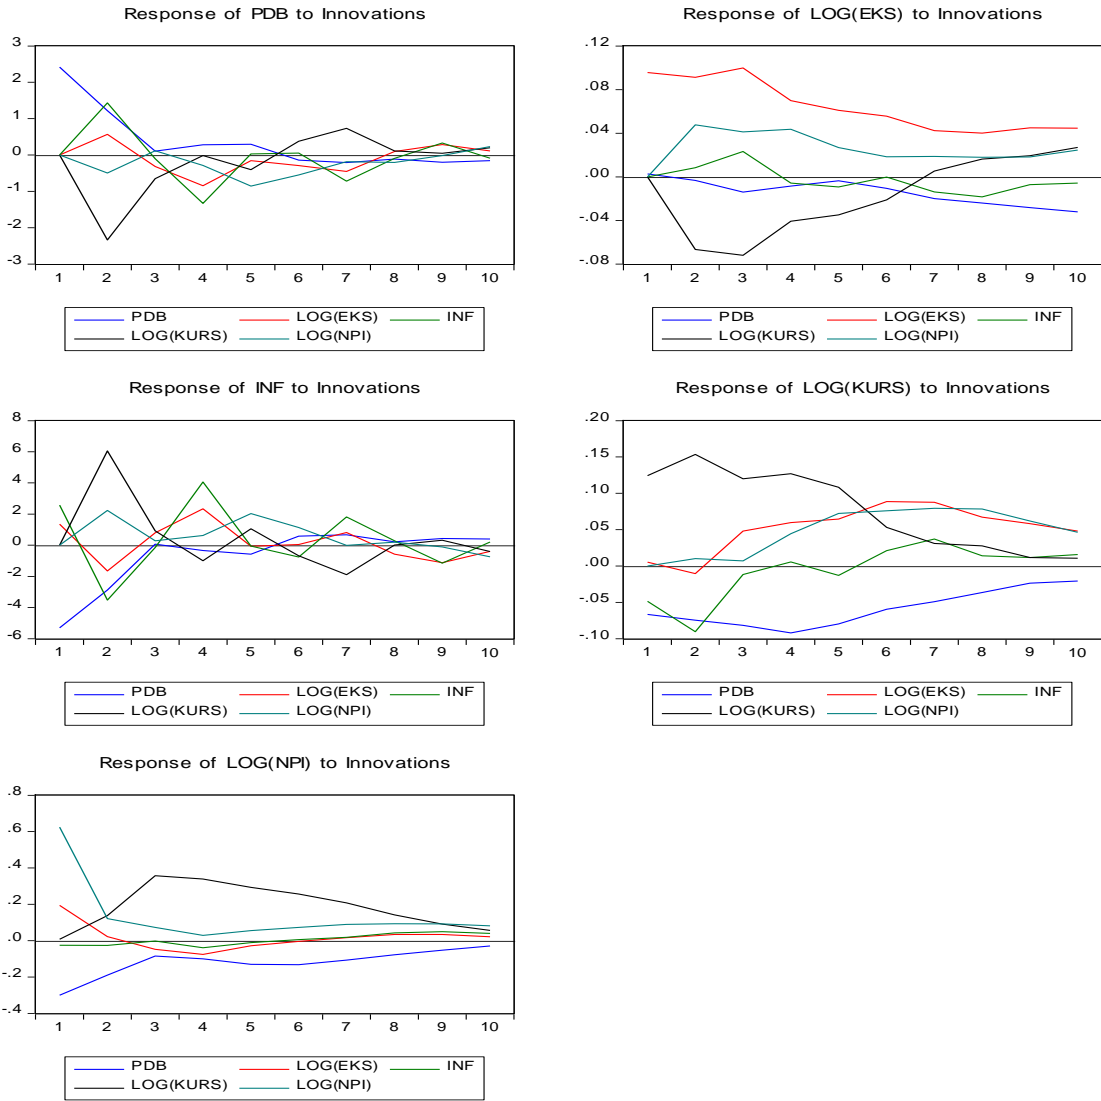 Response of PDB to Innovations
3
2
1
0
-1
-2
-3
1 2 3 4 5 6 7 8 9 10
PDB LOG(EKS) INF
LOG(KURS) LOG(NPI)
Response of LOG(EKS) to Innovations
.12
.08
.04
.00
-.04
-.08
1 2 3 4 5 6 7 8 9 10
PDB LOG(EKS) INF
LOG(KURS) LOG(NPI)
Response of INF to Innovations
8
6
4
2
0
-2
-4
-6
1 2 3 4 5 6 7 8 9 10
PDB LOG(EKS) INF
LOG(KURS) LOG(NPI)
Response of LOG(KURS) to Innovations
.20
.15
.10
.05
.00
-.05
-.10
1 2 3 4 5 6 7 8 9 10
PDB LOG(EKS) INF
LOG(KURS) LOG(NPI)
Response of LOG(NPI) to Innovations
.8
.6
.4
.2
.0
-.2
-.4
1 2 3 4 5 6 7 8 9 10
PDB LOG(EKS) INF
LOG(KURS) LOG(NPI)